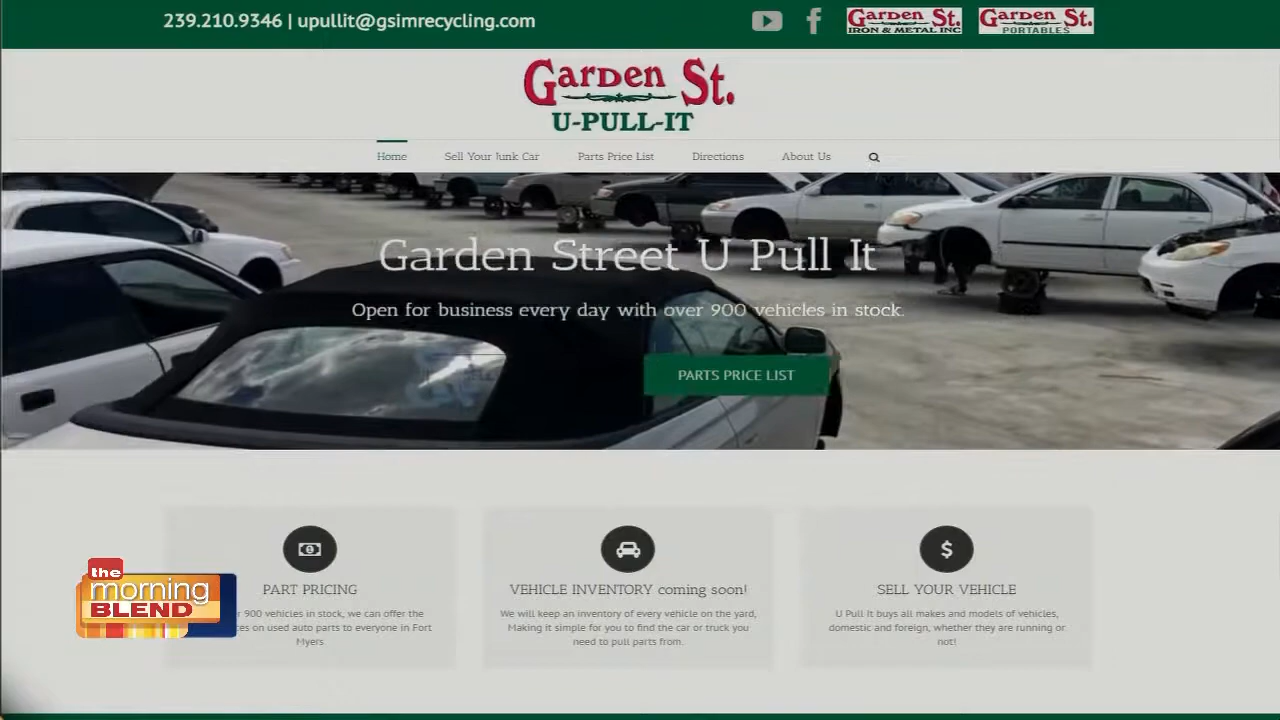 239.210.9346 | upullit@gsimrecycling.com
Garden St. IRON & METAL INC
Garden St. PORTABLES
Garden St.
U-PULL-IT
Home Sell Your Junk Car Parts Price List Directions About Us
Garden Street U Pull It
Open for business every day with over 900 vehicles in stock.
PARTS PRICE LIST
PART PRICING
900 vehicles in stock, we can offer the
on used auto parts to everyone in Fort
Myers
VEHICLE INVENTORY coming soon!
We will keep an inventory of every vehicle on the yard,
Making it simple for you to find the car or truck you
need to pull parts from.
$
SELL YOUR VEHICLE
U Pull It buys all makes and models of vehicles,
domestic and foreign, whether they are running or
not!
the
morning
BLEND